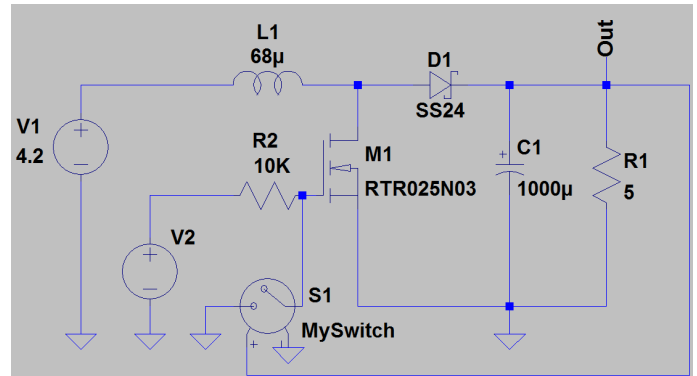 L1
68µ
D1
SS24
Out
V1
4.2
R2
10K
M1
RTR025N03
C1
1000µ
R1
5
V2
S1
MySwitch